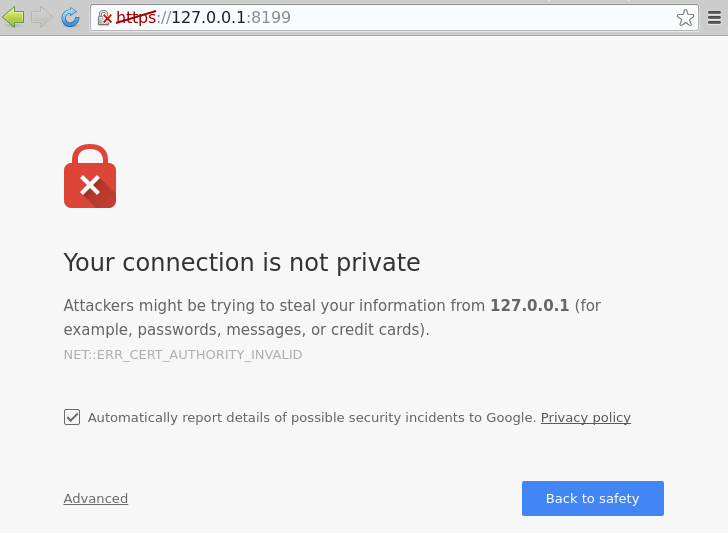 https://127.0.0.1:8199
Your connection is not private
Attackers might be trying to steal your information from 127.0.0.1 (for
example, passwords, messages, or credit cards).
NET::ERR_CERT_AUTHORITY_INVALID
Automatically report details of possible security incidents to Google. Privacy policy
Advanced
Back to safety